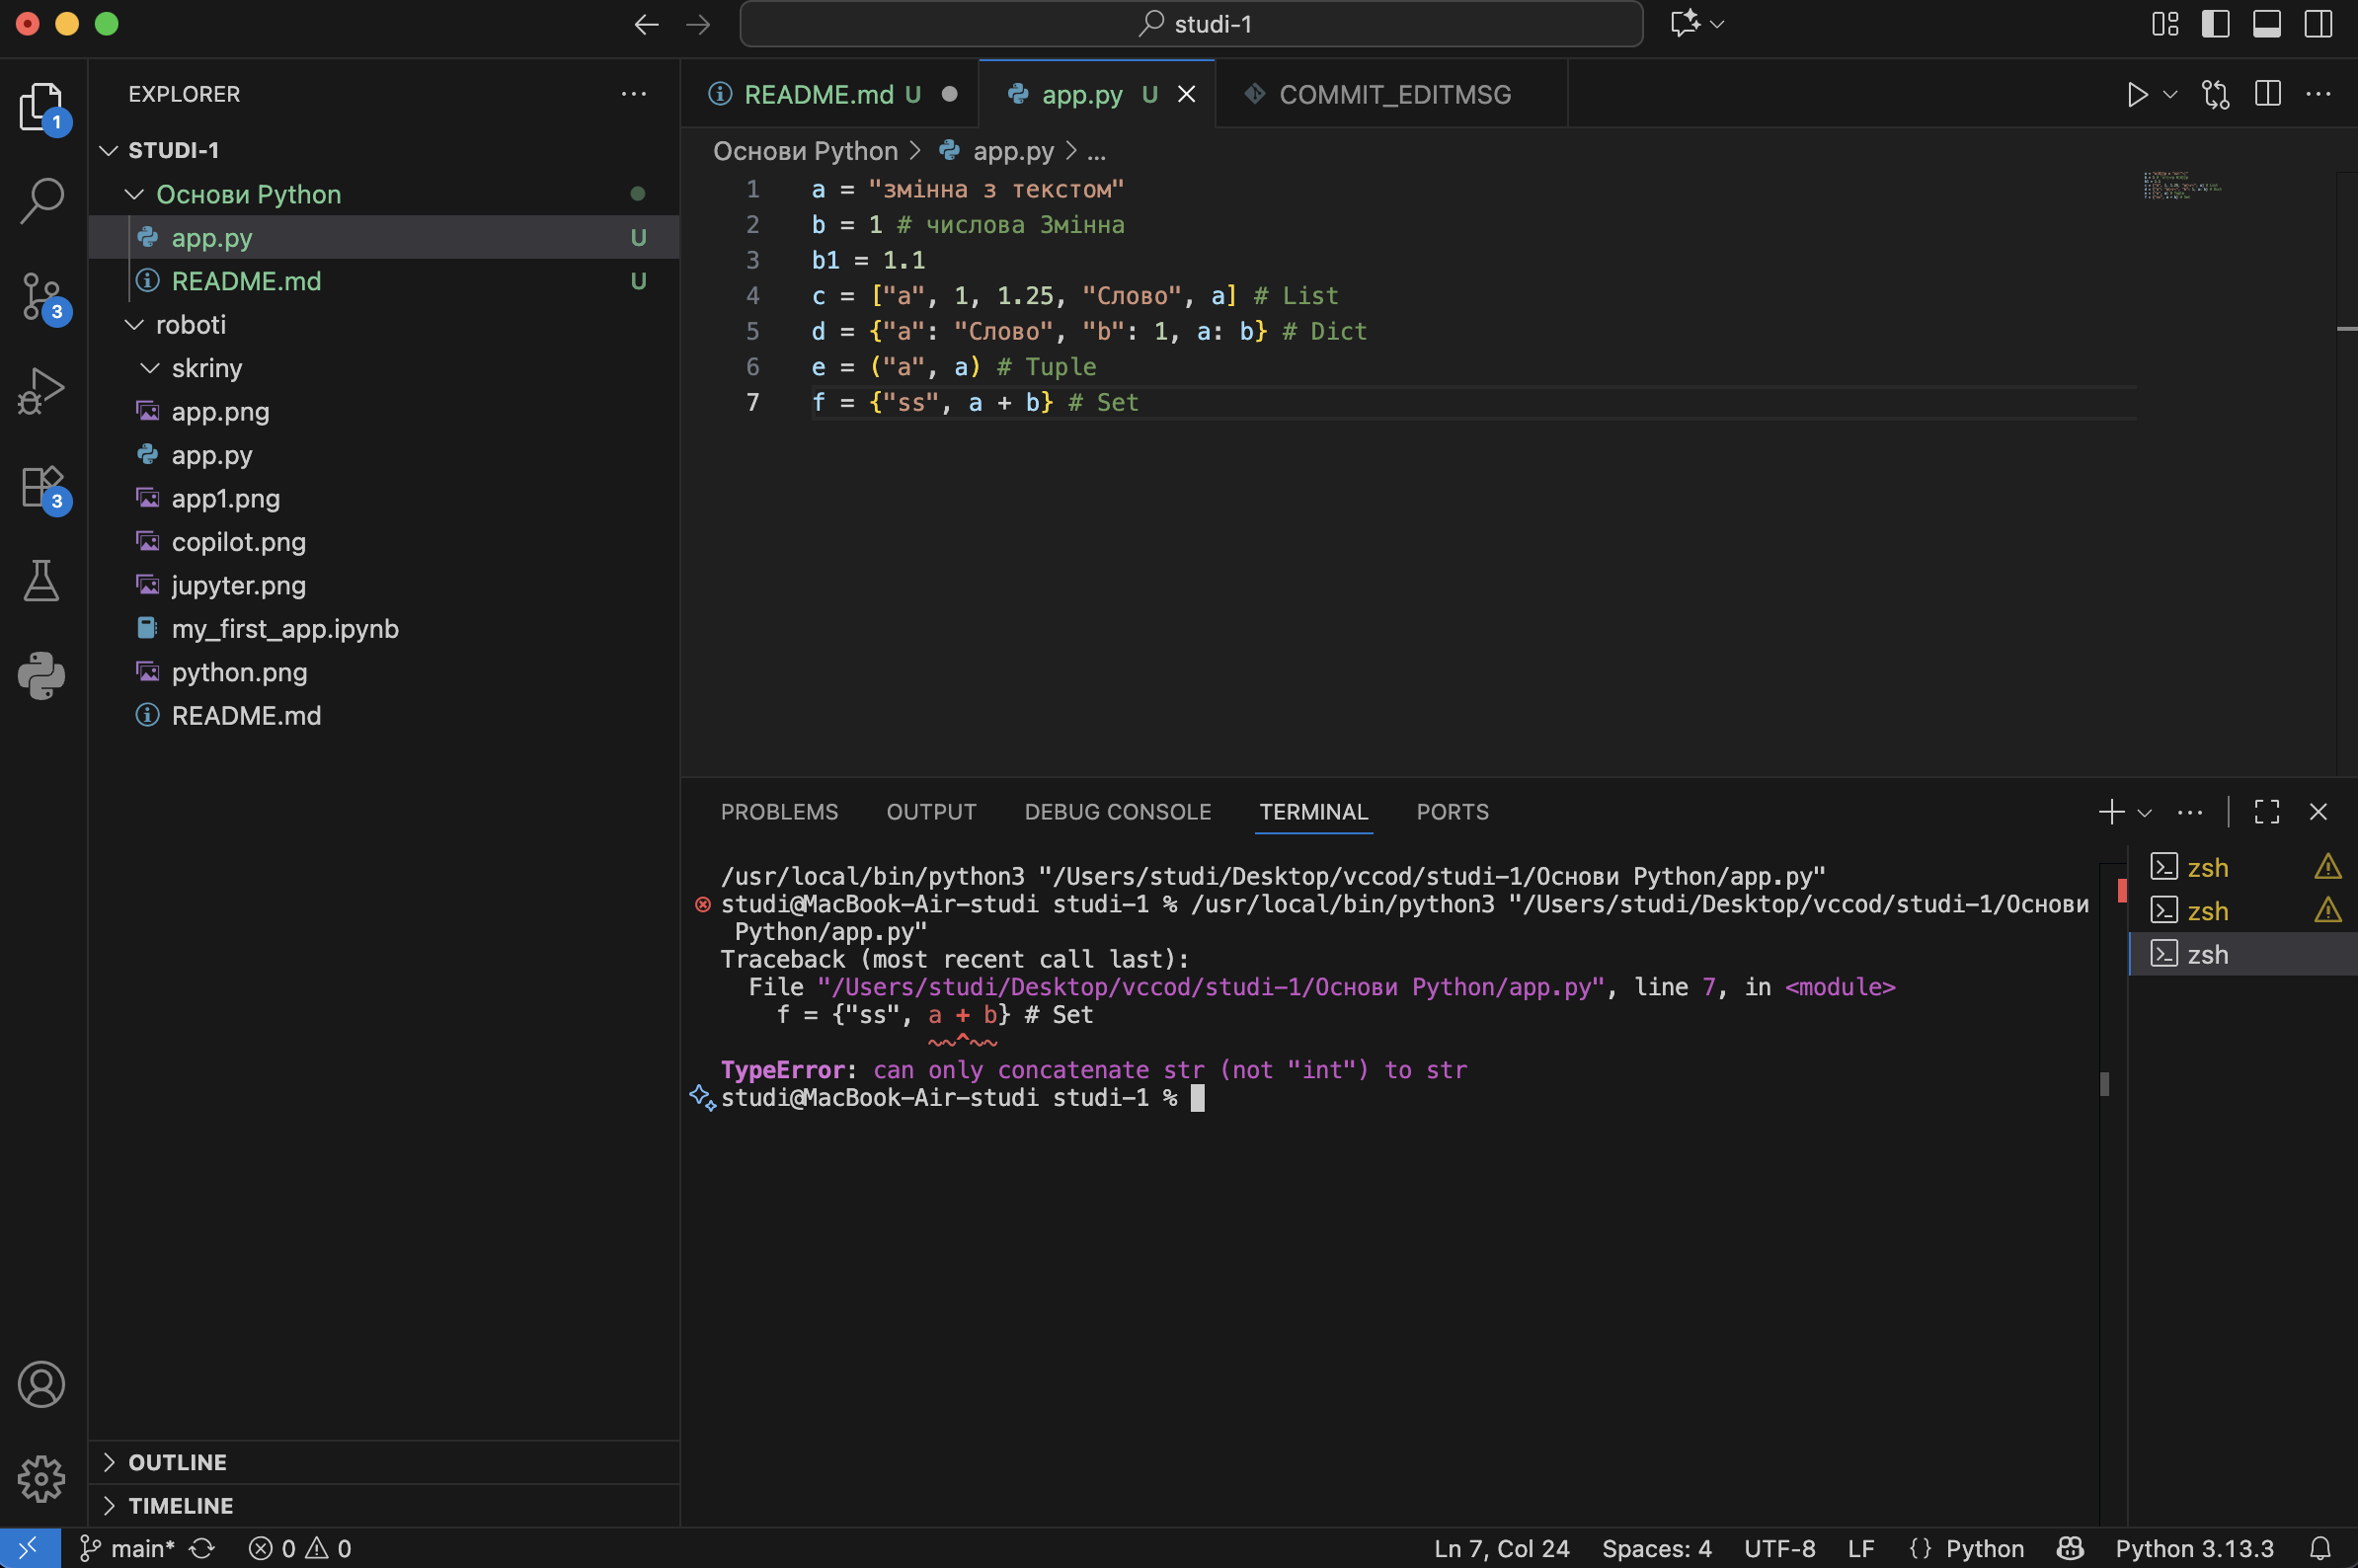 studi-1
EXPLORER
STUDI-1
Основи Python
app.py U
README.md U
roboti
skriny
app.png
app.py
app1.png
copilot.png
jupyter.png
my_first_app.ipynb
python.png
README.md
OUTLINE
TIMELINE
1
3
3
README.md U
app.py U
COMMIT_EDITMSG
Основи Python > app.py > ...
1 a = "змінна з текстом"
2 b = 1 # числова Змінна
3 b1 = 1.1
4 c = ["a", 1, 1.25, "Слово", a] # List
5 d = {"a": "Слово", "b": 1, a: b} # Dict
6 e = ("a", a) # Tuple
7 f = {"ss", a + b} # Set
PROBLEMS OUTPUT DEBUG CONSOLE TERMINAL PORTS
/usr/local/bin/python3 "/Users/studi/Desktop/vccod/studi-1/Основи Python/app.py"
studi@MacBook-Air-studi studi-1 % /usr/local/bin/python3 "/Users/studi/Desktop/vccod/studi-1/Основи
Python/app.py"
Traceback (most recent call last):
File "/Users/studi/Desktop/vccod/studi-1/Основи Python/app.py", line 7, in <module>
f = {"ss", a + b} # Set
~~^~~
TypeError: can only concatenate str (not "int") to str
studi@MacBook-Air-studi studi-1 %
zsh
zsh
zsh
main* 0 0 Ln 7, Col 24 Spaces: 4 UTF-8 LF {} Python Python 3.13.3